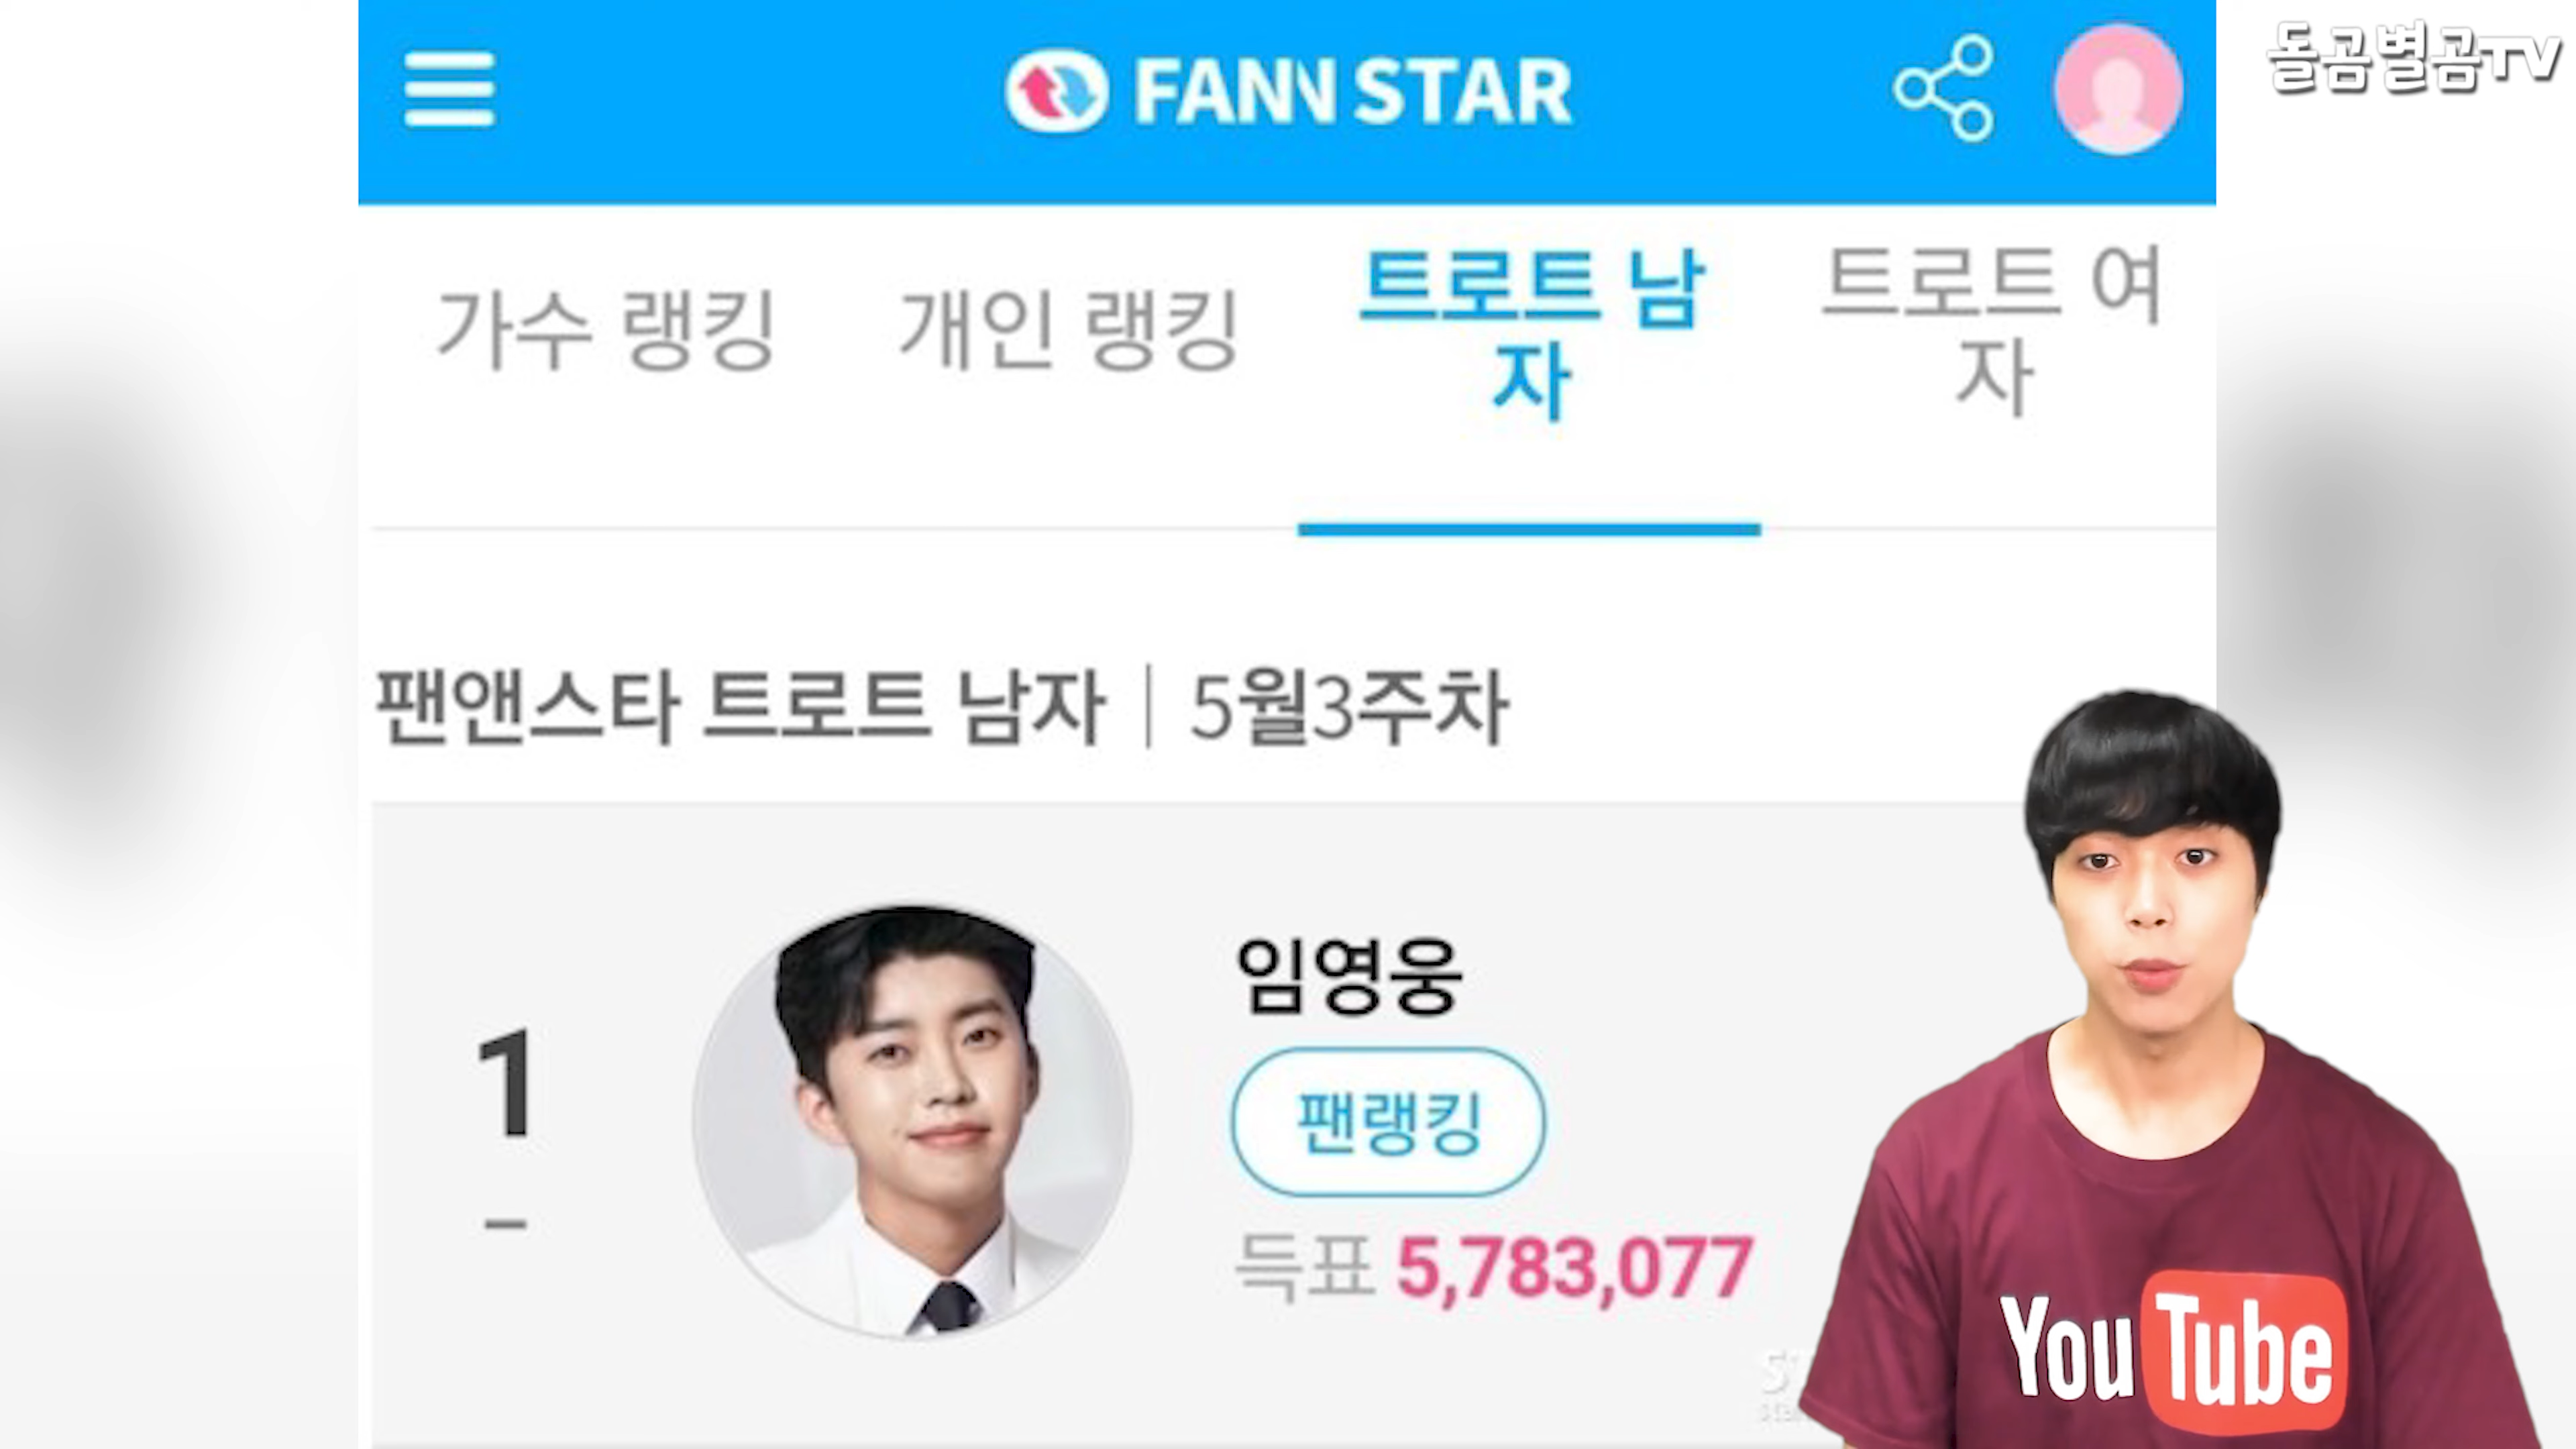 FANN STAR
돌곰별곰TV
가수 랭킹
개인 랭킹
트로트 남
자
트로트 여
자
팬앤스타 트로트 남자 | 5월3주차
1
–
임영웅
팬랭킹
득표 5,783,077
YouTube